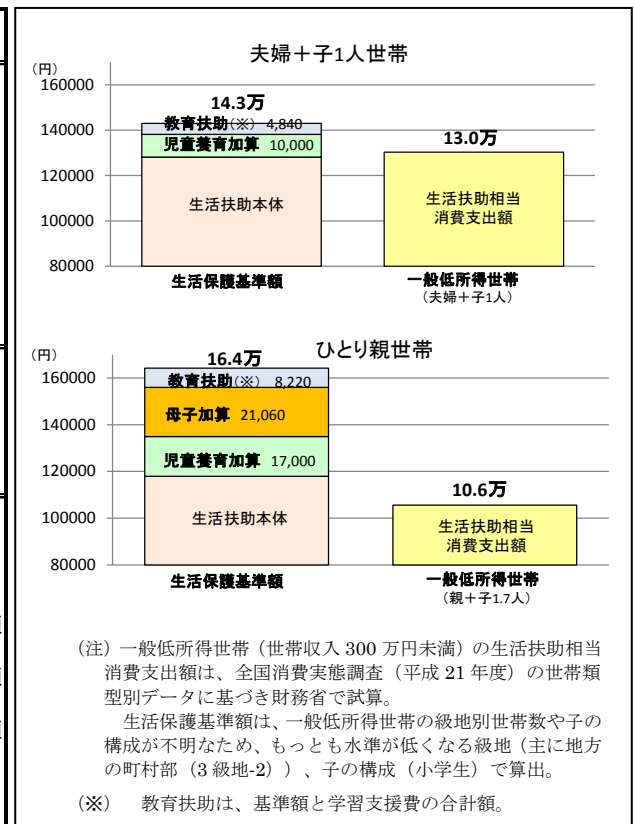 夫婦＋子1人世帯
(円)
160000
140000
120000
100000
80000
14.3万
教育扶助(※) 4,840
児童養育加算 10,000
生活扶助本体
生活保護基準額
13.0万
生活扶助相当
消費支出額
一般低所得世帯
(夫婦＋子1人)
ひとり親世帯
(円)
160000
140000
120000
100000
80000
16.4万
教育扶助(※) 8,220
母子加算 21,060
児童養育加算 17,000
生活扶助本体
生活保護基準額
10.6万
生活扶助相当
消費支出額
一般低所得世帯
(親＋子1.7人)
（注）一般低所得世帯（世帯収入 300 万円未満）の生活扶助相当
消費支出額は、全国消費実態調査（平成 21 年度）の世帯類
型別データに基づき財務省で試算。
生活保護基準額は、一般低所得世帯の級地別世帯数や子の
構成が不明なため、もっとも水準が低くなる級地（主に地方
の町村部（3 級地-2））、子の構成（小学生）で算出。
（※） 教育扶助は、基準額と学習支援費の合計額。